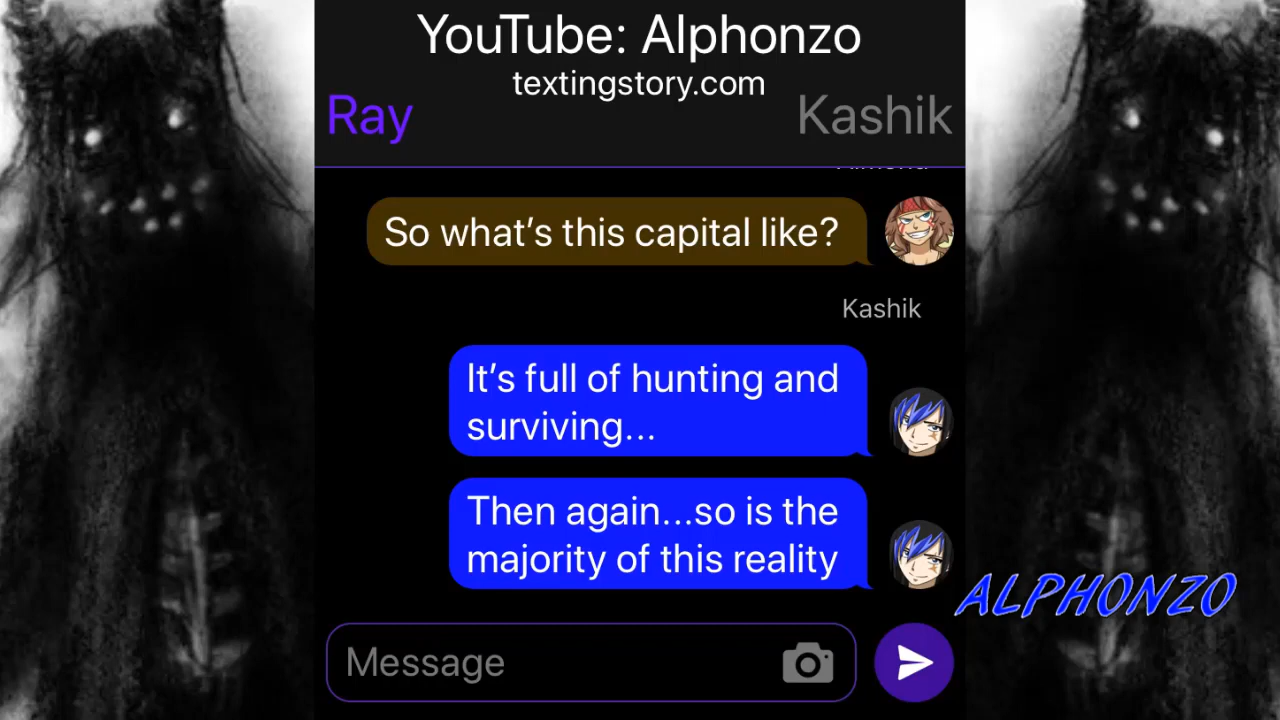 YouTube: Alphonzo
textingstory.com
Ray
Kashik
So what's this capital like?
Kashik
It's full of hunting and
surviving...
Then again...so is the
majority of this reality
ALPHONZO
Message